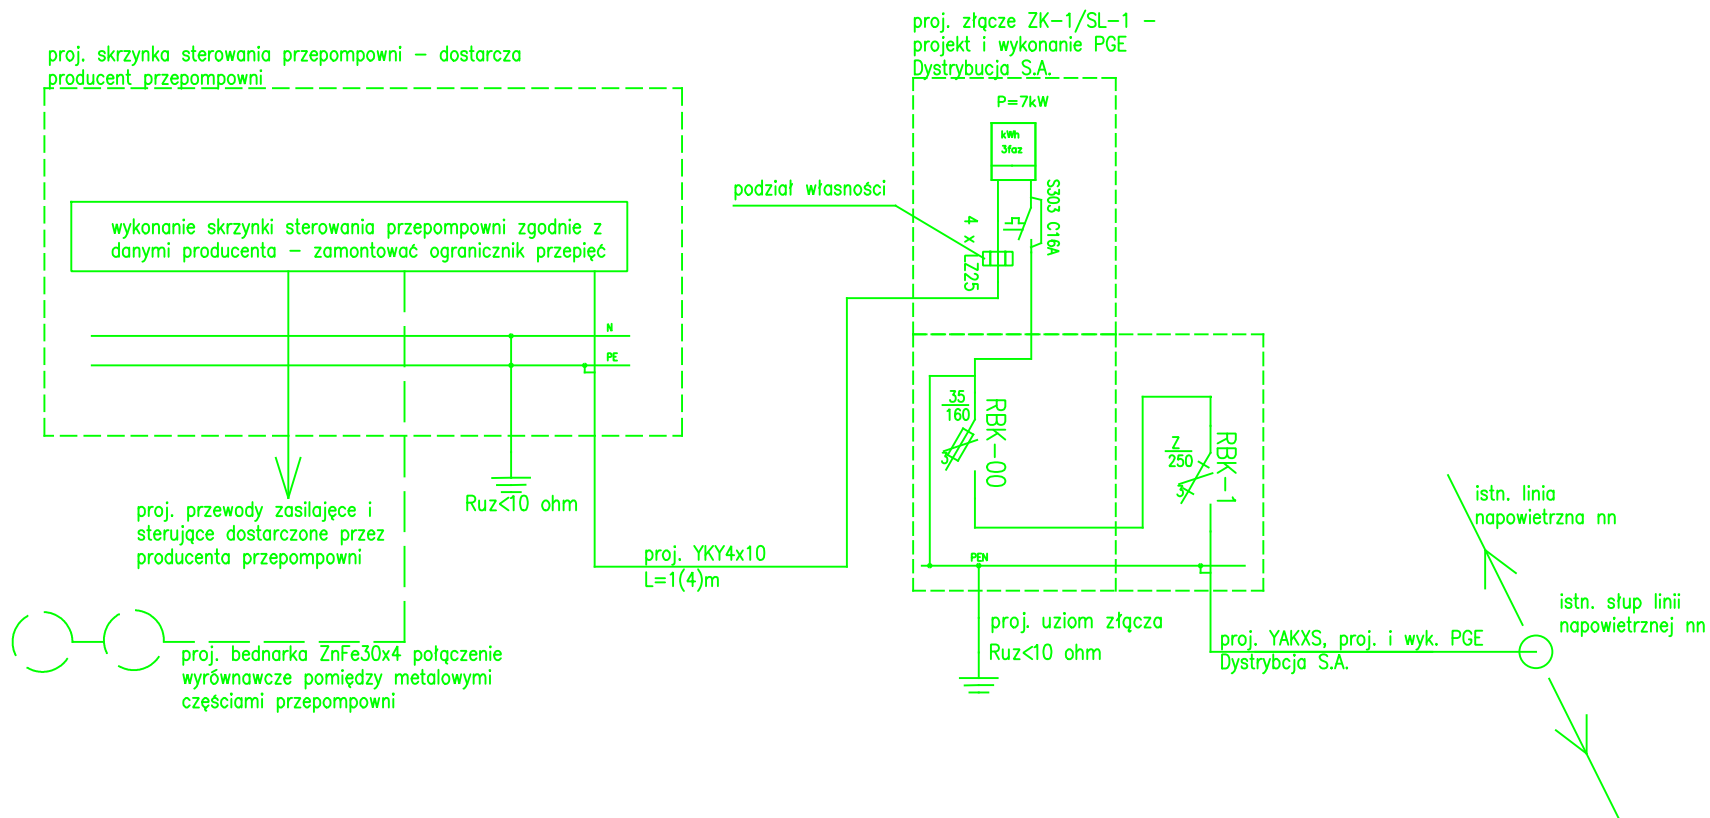 proj. złącze ZK-1/SL-1 -
projekt i wykonanie PGE
Dystrybucja S.A.
proj. skrzynka sterowania przepompowni - dostarcza
producent przepompowni
P=7kW
kWh
3faz
S303 C16A
podział własności
4 x LZ25
wykonanie skrzynki sterowania przepompowni zgodnie z
danymi producenta - zamontować ogranicznik przepięć
N
PE
35
160
3
RBK-00
Z
250
3
RBK-1
Ruz<10 ohm
proj. przewody zasilajęce i
sterujące dostarczone przez
producenta przepompowni
proj. YKY4x10
L=1(4)m
PEN
istn. linia
napowietrzna nn
istn. słup linii
napowietrznej nn
proj. uziom złącza
Ruz<10 ohm
proj. YAKXS, proj. i wyk. PGE
Dystrybcja S.A.
proj. bednarka ZnFe30x4 połączenie
wyrównawcze pomiędzy metalowymi
częściami przepompowni